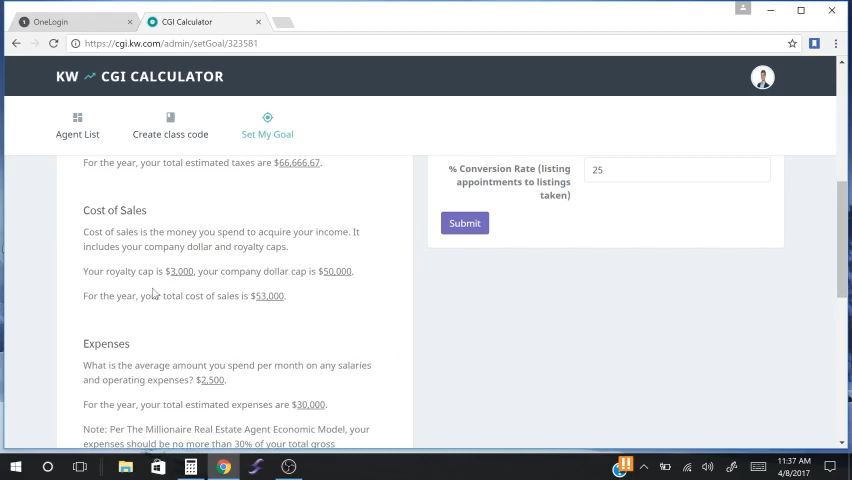 OneLogin
CGI Calculator
https://cgi.kw.com/admin/setGoal/323581
KW CGI CALCULATOR
Agent List
Create class code
Set My Goal
For the year, your total estimated taxes are $66,666.67.
Cost of Sales
Cost of sales is the money you spend to acquire your income. It
includes your company dollar and royalty caps.
Your royalty cap is $3,000, your company dollar cap is $50,000.
For the year, your total cost of sales is $53,000.
Expenses
What is the average amount you spend per month on any salaries
and operating expenses? $2,500.
For the year, your total estimated expenses are $30,000.
Note: Per The Millionaire Real Estate Agent Economic Model, your
expenses should be no more than 30% of your total gross
% Conversion Rate (listing
appointments to listings
taken)
25
Submit
11:37 AM
4/8/2017